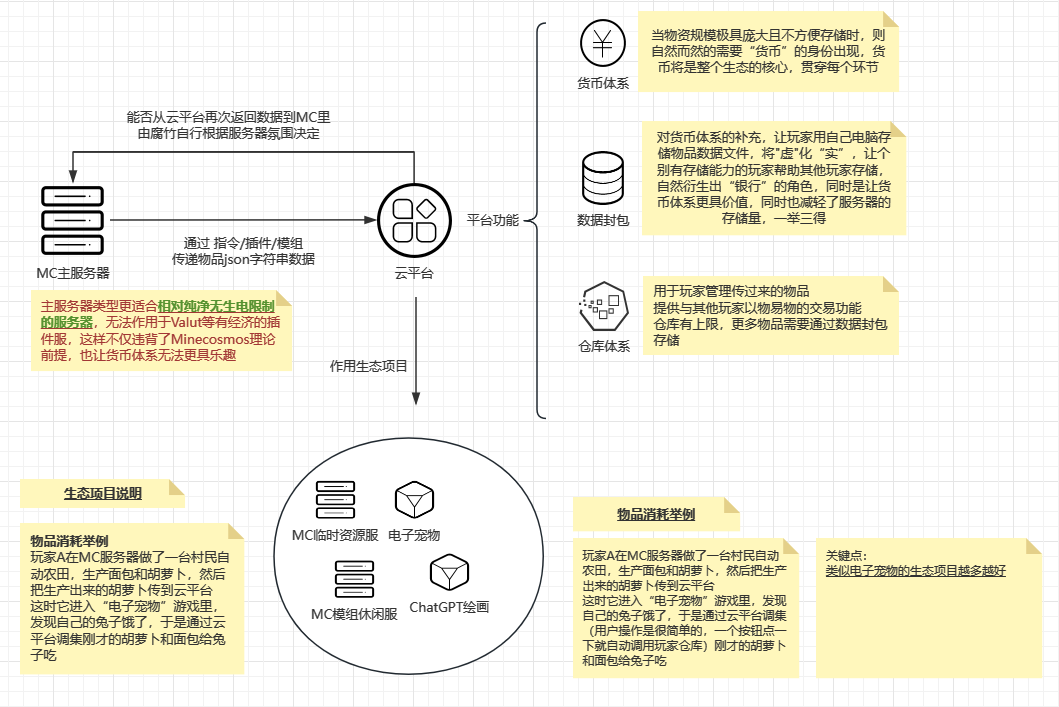 当物资规模极具庞大且不方便存储时，则
自然而然的需要“货币”的身份出现，货
币将是整个生态的核心，贯穿每个环节
货币体系
能否从云平台再次返回数据到MC里
由腐竹自行根据服务器氛围决定
对货币体系的补充，让玩家用自己电脑存
储物品数据文件，将"虚"化“实”，让个
别有存储能力的玩家帮助其他玩家存储，
自然衍生出“银行”的角色，同时是让货
币体系更具价值，同时也减轻了服务器的
存储量，一举三得
数据封包
平台功能
通过 指令/插件/模组
传递物品json字符串数据
MC主服务器
云平台
主服务器类型更适合相对纯净无生电限制
的服务器，无法作用于Valut等有经济的插
件服，这样不仅违背了Minecosmos理论
前提，也让货币体系无法更具乐趣
用于玩家管理传过来的物品
提供与其他玩家以物易物的交易功能
仓库有上限，更多物品需要通过数据封包
存储
仓库体系
作用生态项目
生态项目说明
物品消耗举例
玩家A在MC服务器做了一台村民自
动农田，生产面包和胡萝卜，然后
把生产出来的胡萝卜传到云平台
这时它进入“电子宠物”游戏里，
发现自己的兔子饿了，于是通过云
平台调集刚才的胡萝卜和面包给兔
子吃
MC临时资源服
电子宠物
MC模组休闲服
ChatGPT绘画
物品消耗举例
玩家A在MC服务器做了一台村民自动
农田，生产面包和胡萝卜，然后把生产
出来的胡萝卜传到云平台
这时它进入“电子宠物”游戏里，发现
自己的兔子饿了，于是通过云平台调集
（用户操作是很简单的，一个按钮点一
下就自动调用玩家仓库）刚才的胡萝卜
和面包给兔子吃
关键点：
类似电子宠物的生态项目越多越好